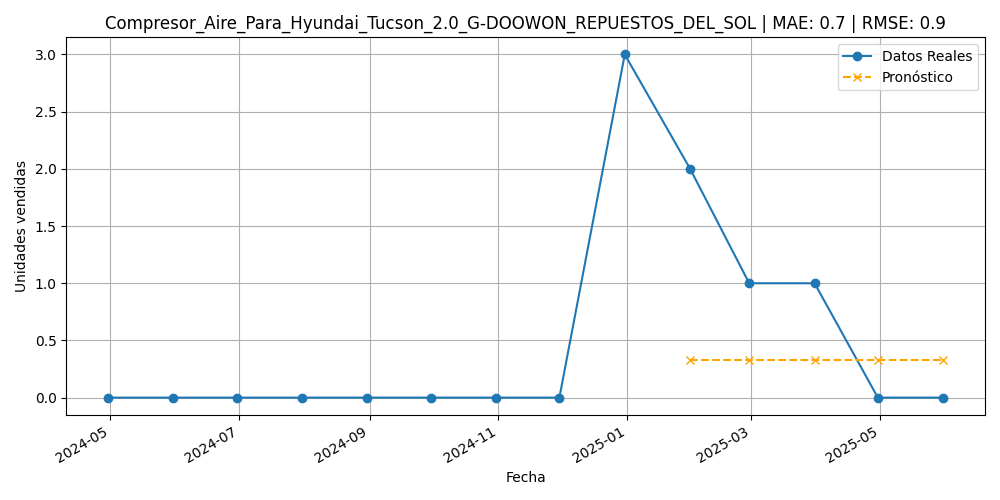 Compresor_Aire_Para_Hyundai_Tucson_2.0_G-DOOWON_REPUESTOS_DEL_SOL | MAE: 0.7 | RMSE: 0.9
Datos Reales
Pronóstico
Unidades vendidas
3.0
2.5
2.0
1.5
1.0
0.5
0.0
2024-05
2024-07
2024-09
2024-11
2025-01
2025-03
2025-05
Fecha